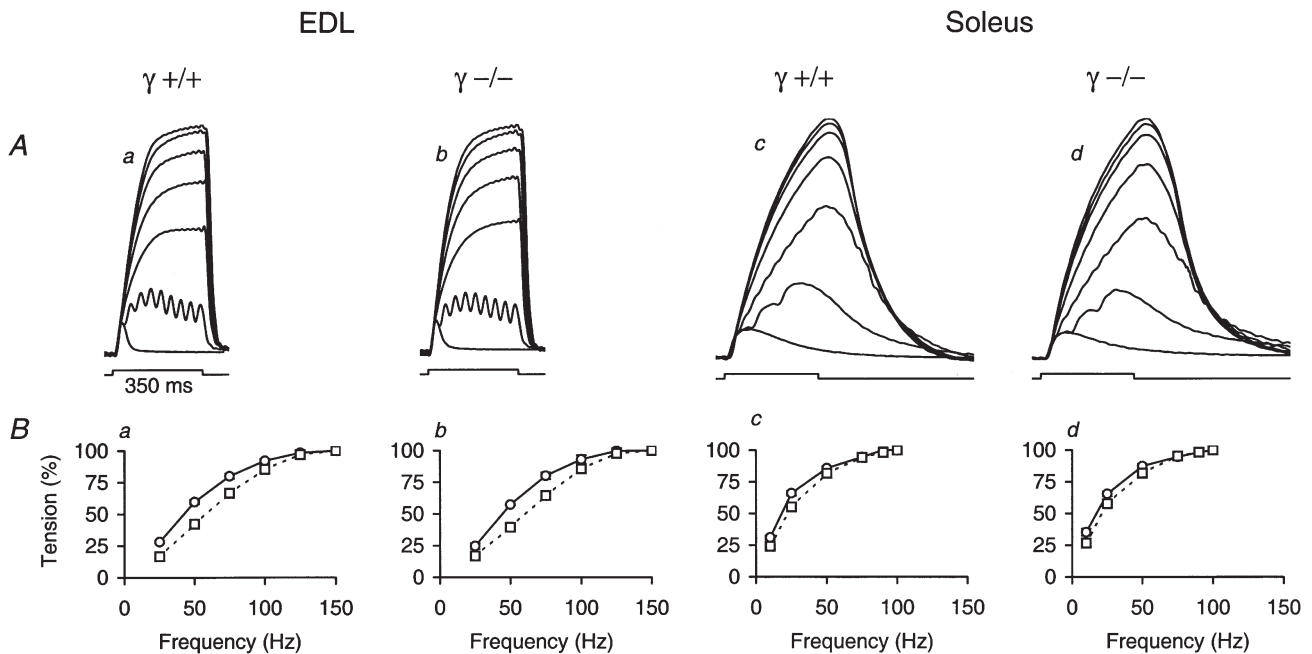 EDL Soleus
γ +/+ γ −/− γ +/+ γ −/−
A
a b c d
350 ms
B
a b c d
Tension (%)
100 100 100 100
75 75 75 75
50 50 50 50
25 25 25 25
0 0 0 0
0 50 100 150 0 50 100 150 0 50 100 150 0 50 100 150
Frequency (Hz) Frequency (Hz) Frequency (Hz) Frequency (Hz)